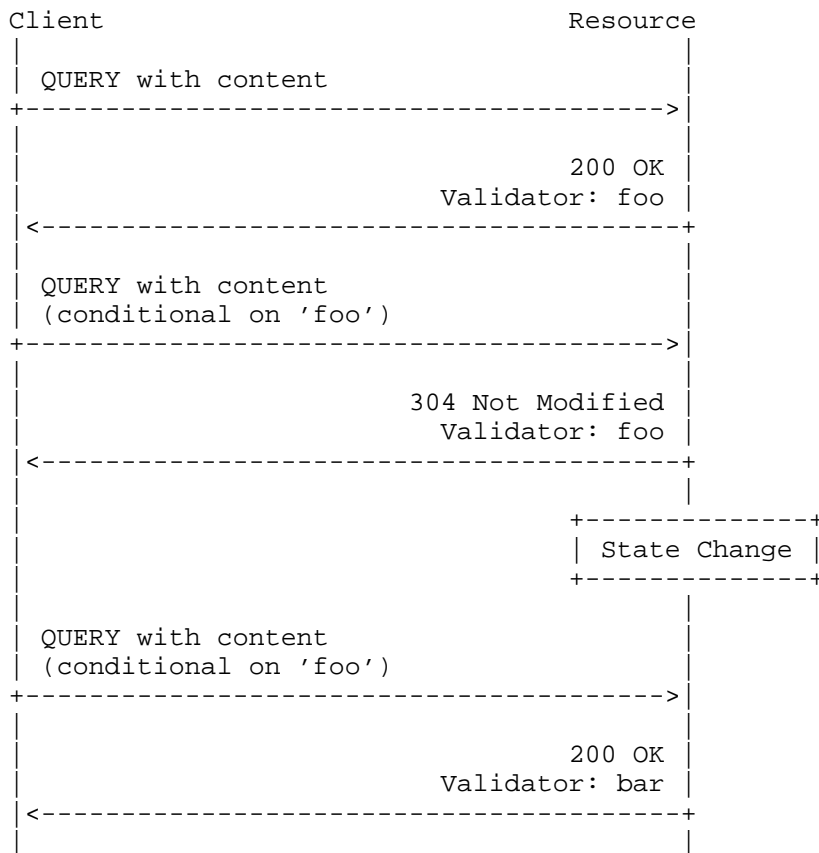 Client Resource
QUERY with content
200 OK
Validator: foo
QUERY with content
(conditional on ’foo’)
304 Not Modified
Validator: foo
State Change
QUERY with content
(conditional on ’foo’)
200 OK
Validator: bar